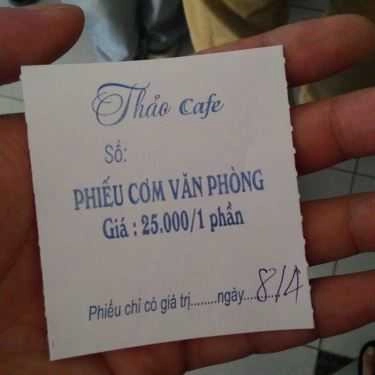 Thảo cafe
Số:
PHIẾU CƠM VĂN PHÒNG
Giá : 25.000/1 phần
Phiếu chỉ có giá trị........ngày....8/4